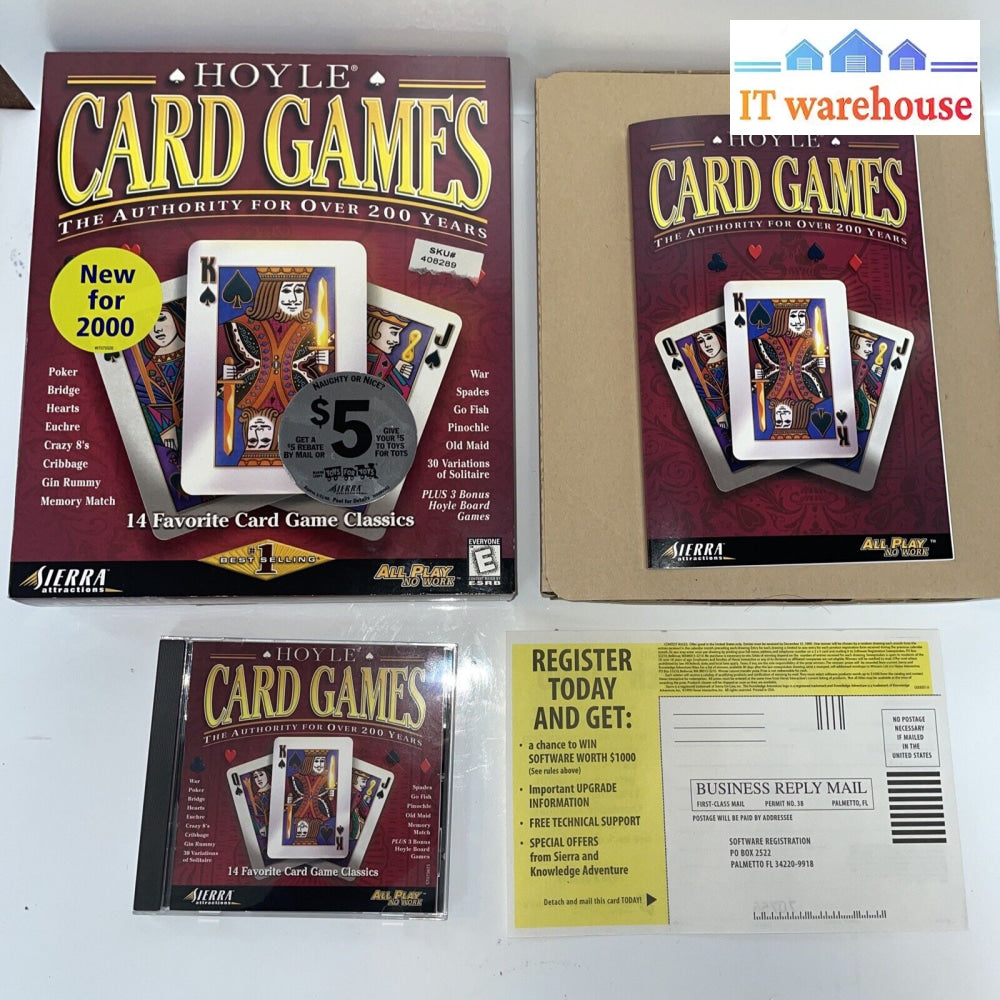 IT warehouse
HOYLE®
CARD GAMES
THE AUTHORITY FOR OVER 200 YEARS
SKU#
408289
New
for
2000
K
J
Poker
Bridge
Hearts
Euchre
Crazy 8's
Cribbage
Gin Rummy
Memory Match
War
Spades
Go Fish
Pinochle
Old Maid
30 Variations
of Solitaire
PLUS 3 Bonus
Hoyle Board
Games
NAUGHTY OR NICE?
$5
GET A
$5 REBATE
BY MAIL OR
GIVE
YOUR $5
TO TOYS
FOR TOTS
TOYS FOR TOTS
SIERRA
14 Favorite Card Game Classics
#1
BEST SELLING
SIERRA™
attractions
ALL PLAY
NO WORK™
EVERYONE
E
ESRB
HOYLE
CARD GAMES
THE AUTHORITY FOR OVER 200 YEARS
Q
K
J
K
SIERRA
attractions
ALL PLAY™
NO WORK
HOYLE
CARD GAMES
THE AUTHORITY FOR OVER 200 YEARS
Q
K
J
K
War
Poker
Bridge
Hearts
Euchre
Crazy 8's
Cribbage
Gin Rummy
30 Variations
of Solitaire
Spades
Go Fish
Pinochle
Old Maid
Memory
Match
PLUS 3 Bonus
Hoyle Board
Games
14 Favorite Card Game Classics
SIERRA
attractions
ALL PLAY
NO WORK
REGISTER
TODAY
AND GET:
• a chance to WIN
SOFTWARE WORTH $1000
(See rules above)
• Important UPGRADE
INFORMATION
• FREE TECHNICAL SUPPORT
• SPECIAL OFFERS
from Sierra and
Knowledge Adventure
Detach and mail this card TODAY!
NO POSTAGE
NECESSARY
IF MAILED
IN THE
UNITED STATES
BUSINESS REPLY MAIL
FIRST-CLASS MAIL PERMIT NO. 38 PALMETTO, FL
POSTAGE WILL BE PAID BY ADDRESSEE
SOFTWARE REGISTRATION
PO BOX 2522
PALMETTO FL 34220-9918